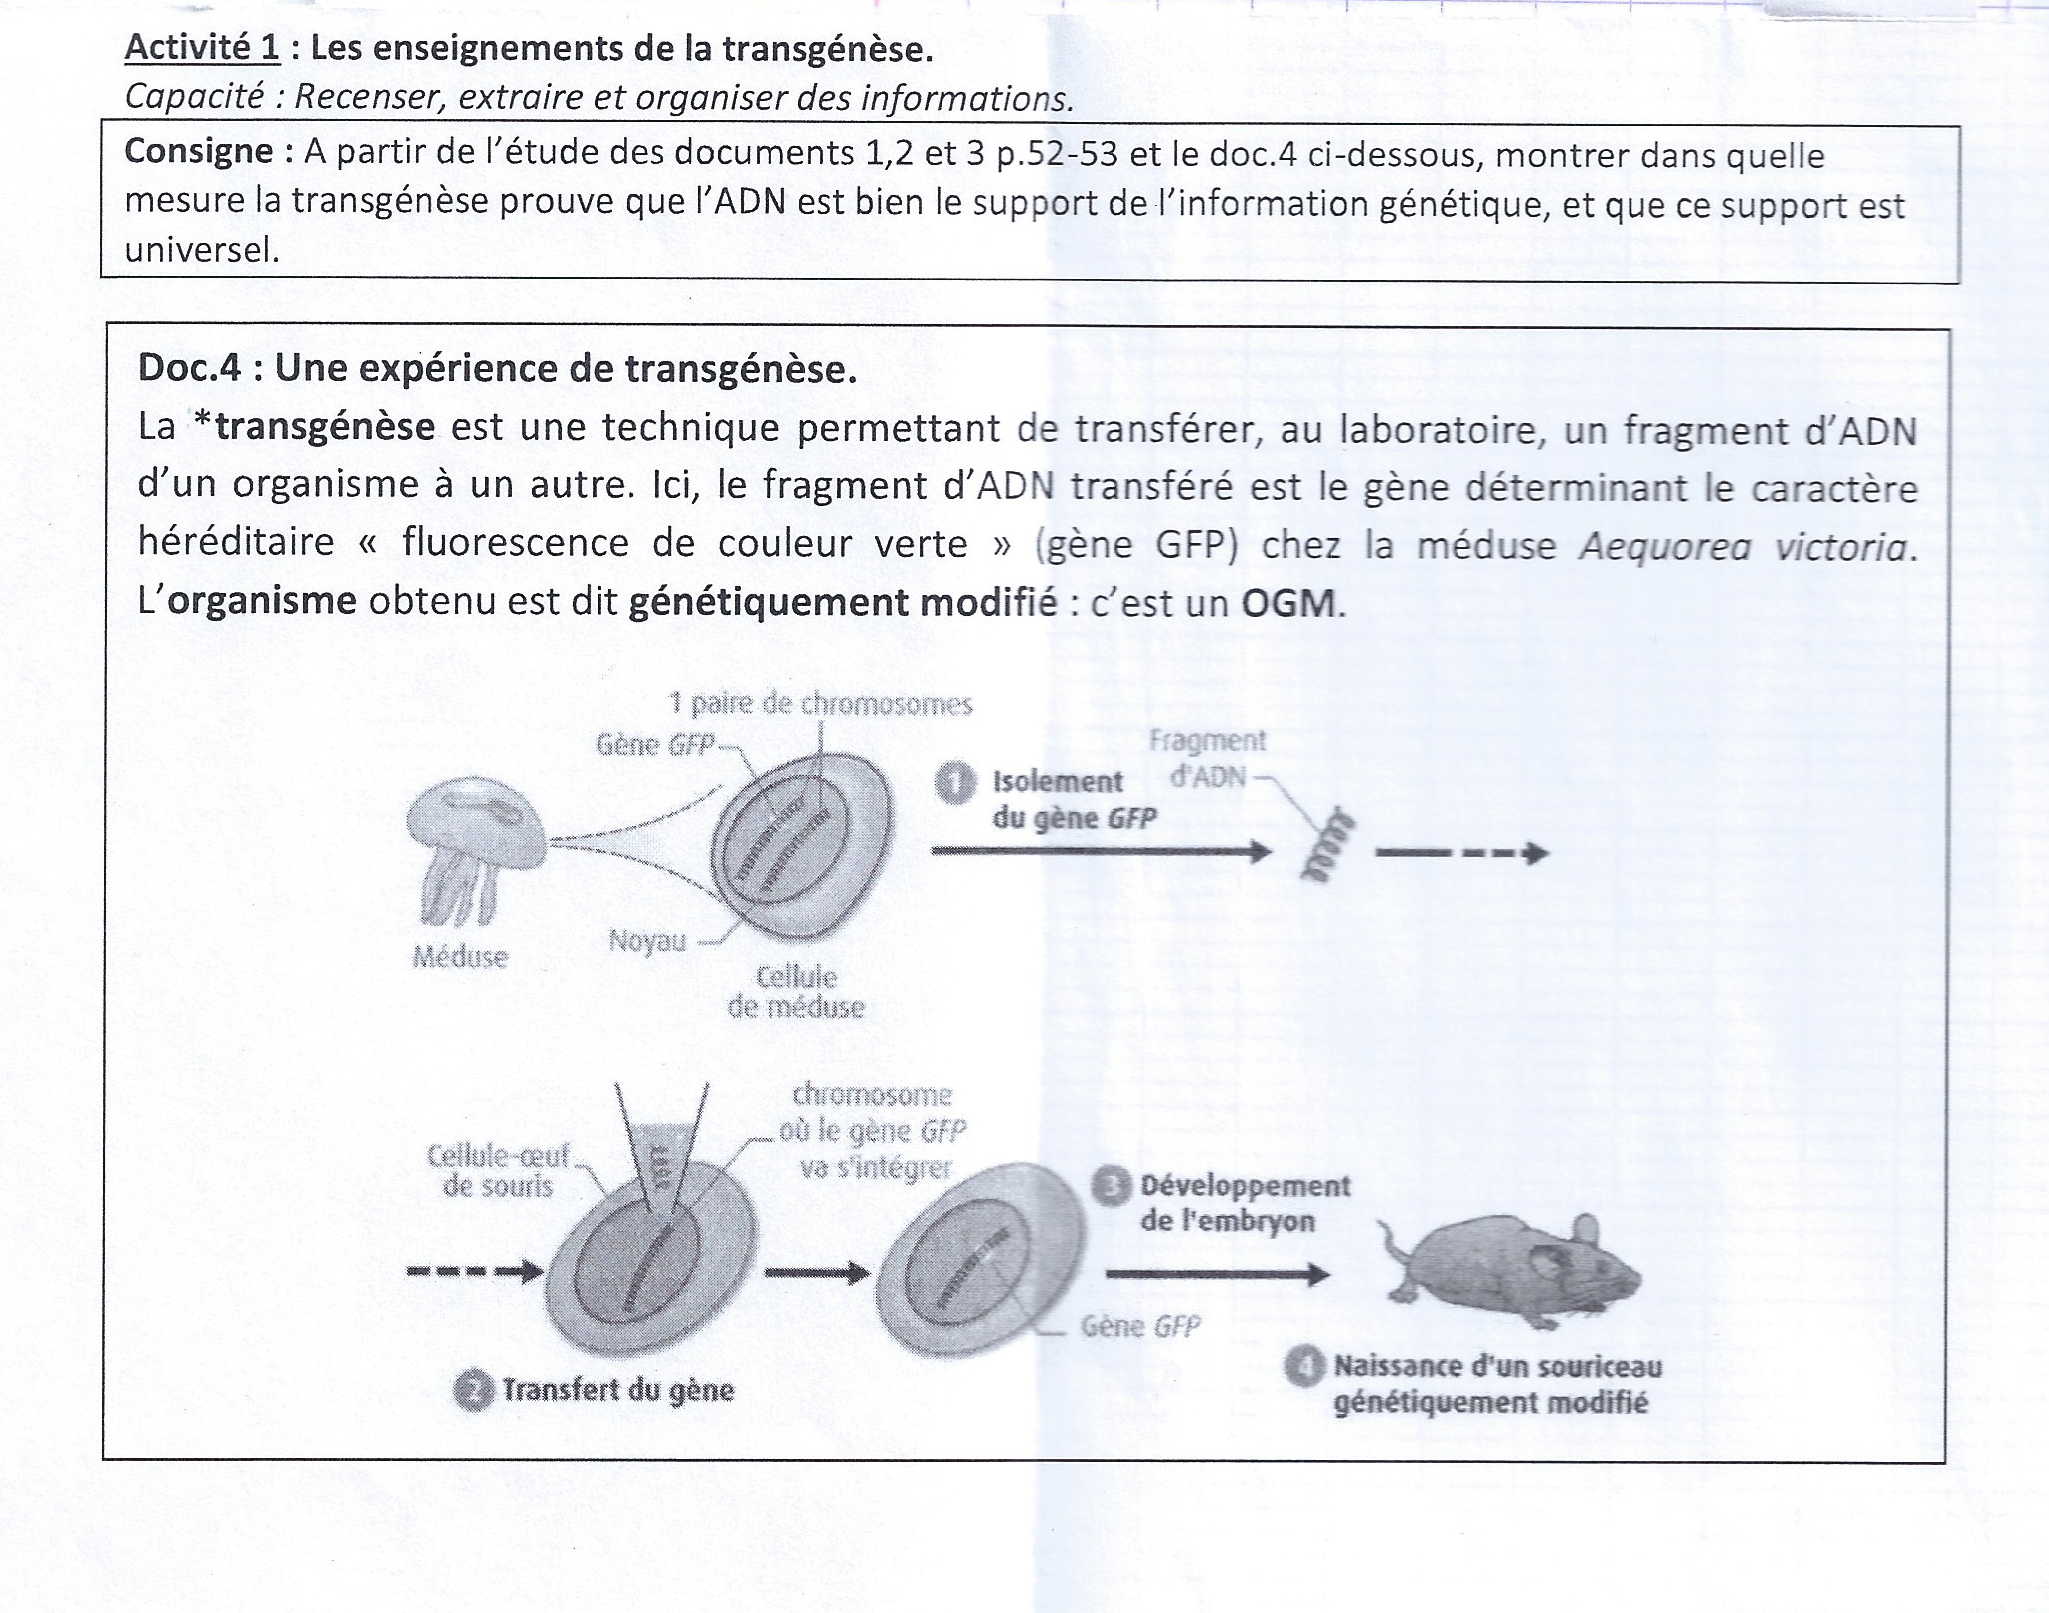 Activité 1 : Les enseignements de la transgénèse.
Capacité : Recenser, extraire et organiser des informations.
Consigne : A partir de l'étude des documents 1,2 et 3 p.52-53 et le doc.4 ci-dessous, montrer dans quelle
mesure la transgénèse prouve que l'ADN est bien le support de l'information génétique, et que ce support est
universel.
Doc.4 : Une expérience de transgénèse.
La *transgénèse est une technique permettant de transférer, au laboratoire, un fragment d'ADN
d'un organisme à un autre. Ici, le fragment d'ADN transféré est le gène déterminant le caractère
héréditaire « fluorescence de couleur verte » (gène GFP) chez la méduse Aequorea victoria.
L'organisme obtenu est dit génétiquement modifié : c'est un OGM.
1 paire de chromosomes
Gène GFP
Fragment
d'ADN
1 Isolement
du gène GFP
Noyau
Méduse
Cellule
de méduse
chromosome
où le gène GFP
va s'intégrer
Cellule-œuf
de souris
3 Développement
de l'embryon
Gène GFP
2 Transfert du gène
4 Naissance d'un souriceau
génétiquement modifié